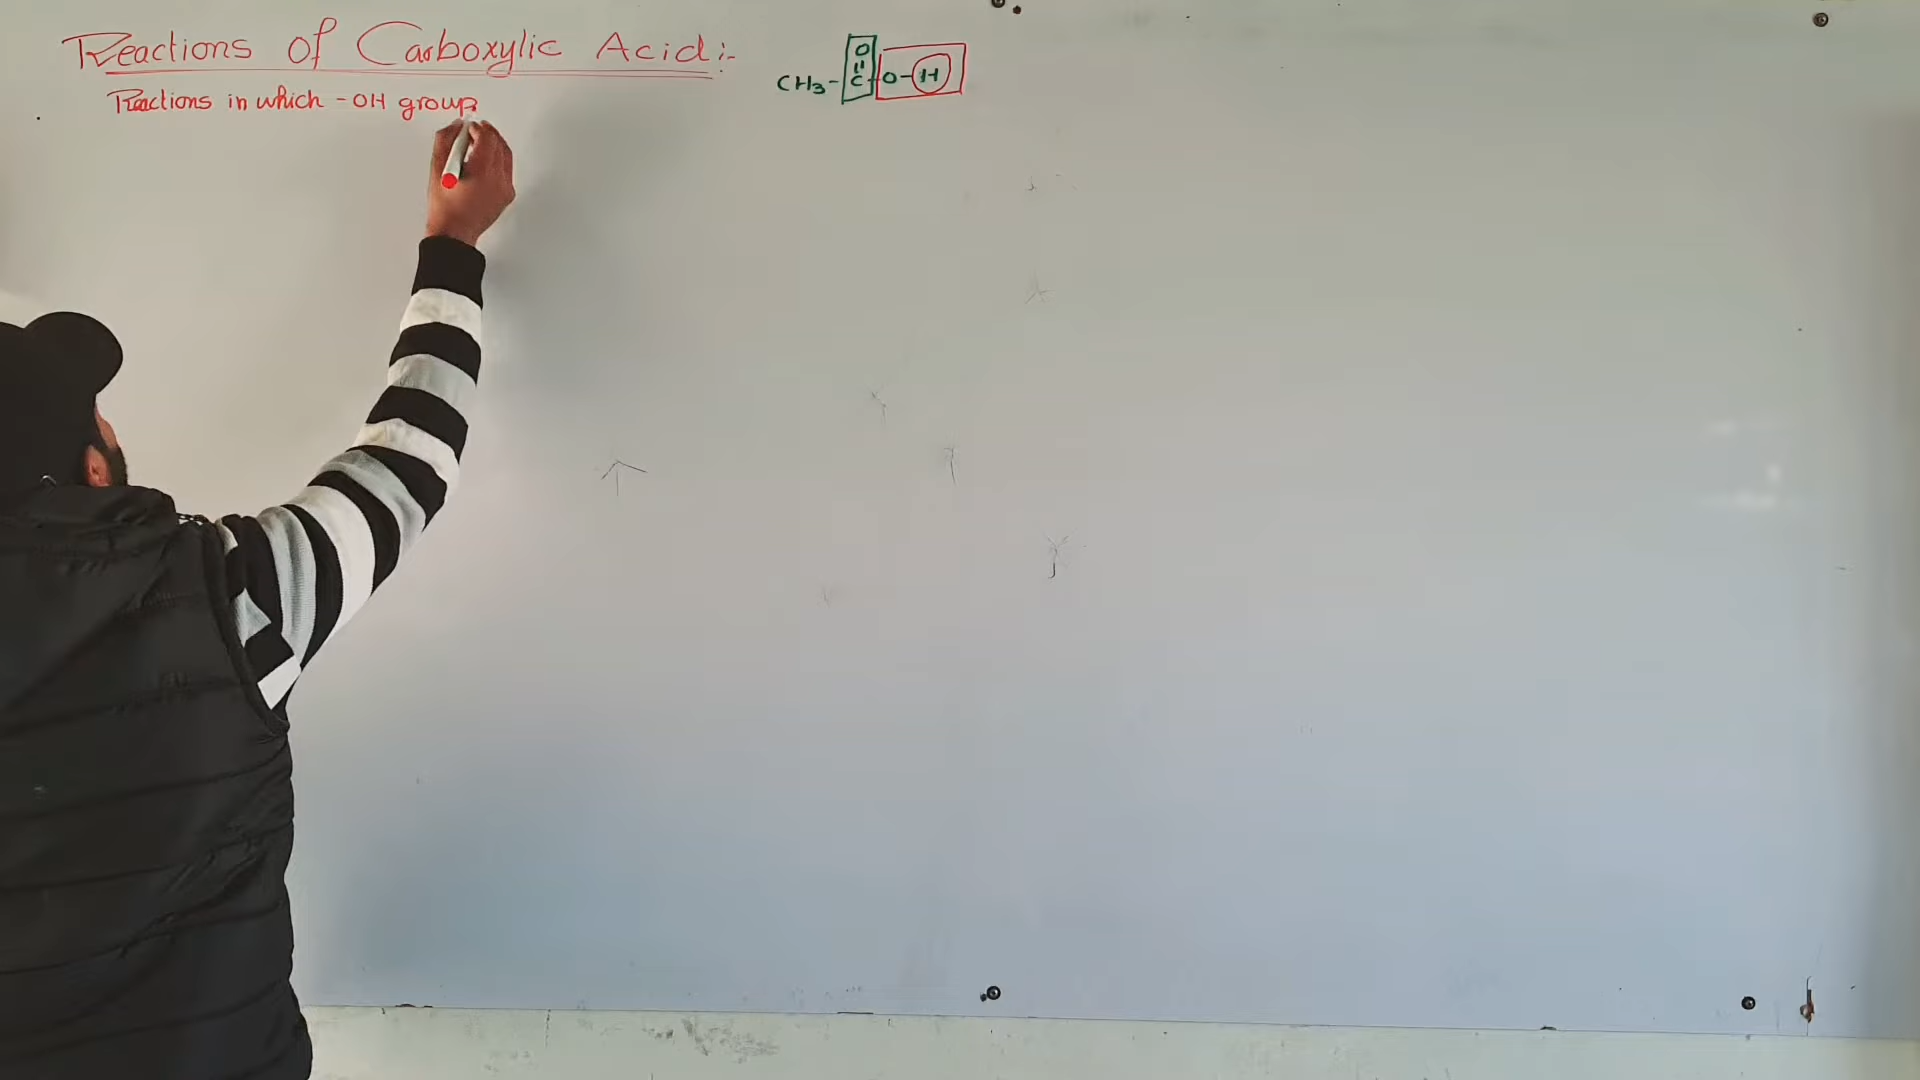 Reactions of Carboxylic Acid:-
Reactions in which -OH group
O
CH3-C-O-H